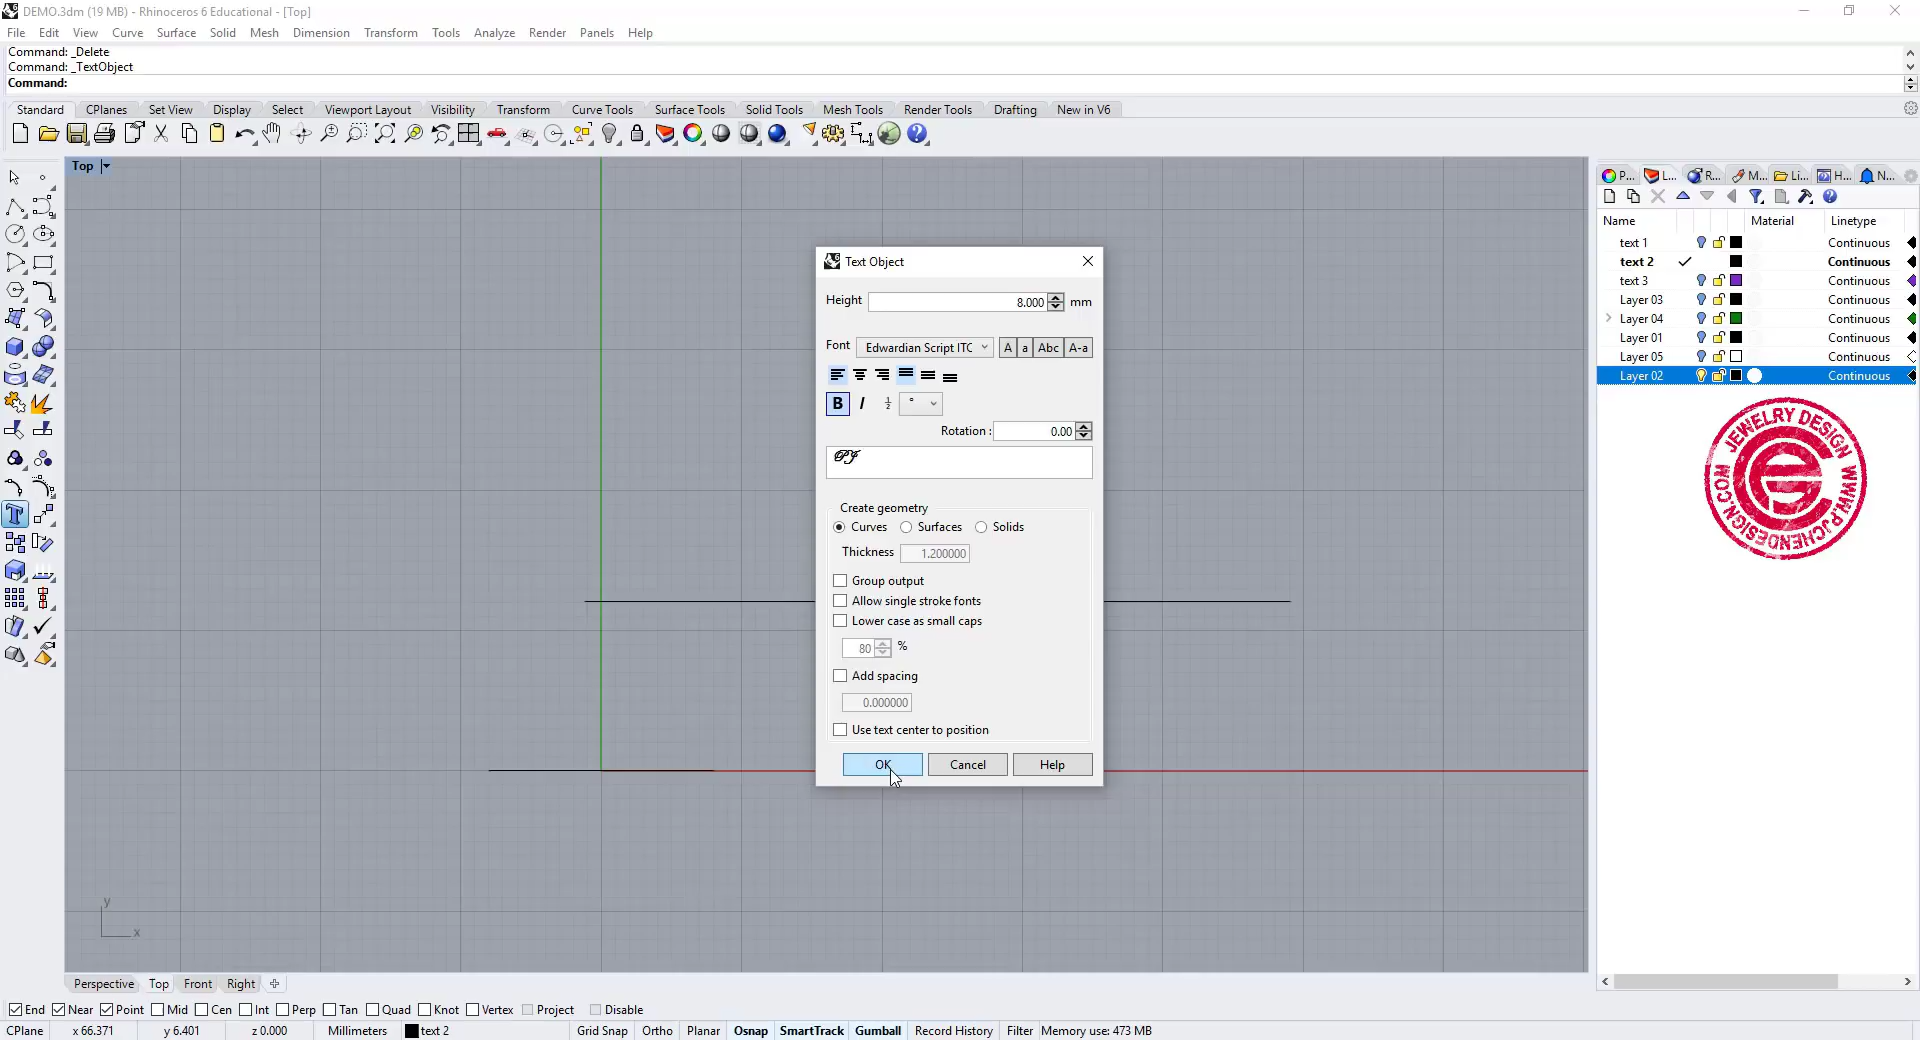 DEMO.3dm (19 MB) - Rhinoceros 6 Educational - [Top]
File Edit View Curve Surface Solid Mesh Dimension Transform Tools Analyze Render Panels Help
Command: _Delete
Command: _TextObject
Command:
Standard CPlanes Set View Display Select Viewport Layout Visibility Transform Curve Tools Surface Tools Solid Tools Mesh Tools Render Tools Drafting New in V6
Top
P... L... R... M... Li... H... N...
Name Material Linetype
text 1 Continuous
text 2 Continuous
text 3 Continuous
Layer 03 Continuous
Layer 04 Continuous
Layer 01 Continuous
Layer 05 Continuous
Layer 02 Continuous
JEWELRY DESIGN WWW.PJCHENDESIGN.COM
Text Object
Height 8.000 mm
Font Edwardian Script ITC A a Abc A-a
B I ½ °
Rotation : 0.00
PJ
Create geometry
Curves Surfaces Solids
Thickness 1.200000
Group output
Allow single stroke fonts
Lower case as small caps
80 %
Add spacing
0.000000
Use text center to position
OK Cancel Help
y
x
Perspective Top Front Right
End Near Point Mid Cen Int Perp Tan Quad Knot Vertex Project Disable
CPlane x 66.371 y 6.401 z 0.000 Millimeters text 2 Grid Snap Ortho Planar Osnap SmartTrack Gumball Record History Filter Memory use: 473 MB